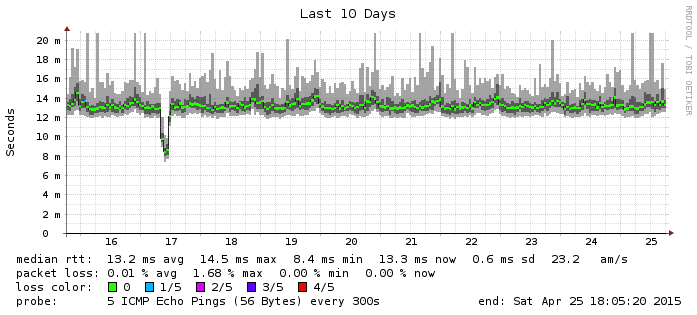 Last 10 Days
RRDTOOL / TOBI OETIKER
Seconds
20 m
18 m
16 m
14 m
12 m
10 m
8 m
6 m
4 m
2 m
0
16 17 18 19 20 21 22 23 24 25
median rtt: 13.2 ms avg 14.5 ms max 8.4 ms min 13.3 ms now 0.6 ms sd 23.2 am/s
packet loss: 0.01 % avg 1.68 % max 0.00 % min 0.00 % now
loss color: 0 1/5 2/5 3/5 4/5
probe: 5 ICMP Echo Pings (56 Bytes) every 300s end: Sat Apr 25 18:05:20 2015